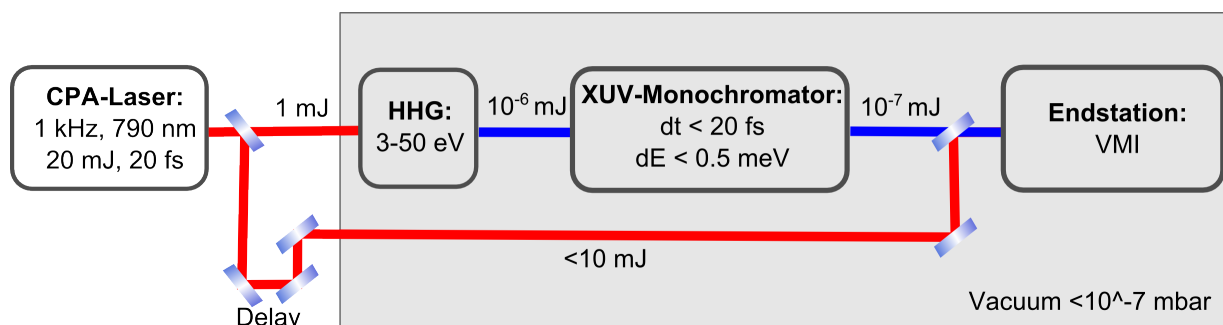 CPA-Laser:
1 kHz, 790 nm
20 mJ, 20 fs
1 mJ
HHG:
3-50 eV
10⁻⁶ mJ
XUV-Monochromator:
dt < 20 fs
dE < 0.5 meV
10⁻⁷ mJ
Endstation:
VMI
<10 mJ
Delay
Vacuum <10^-7 mbar